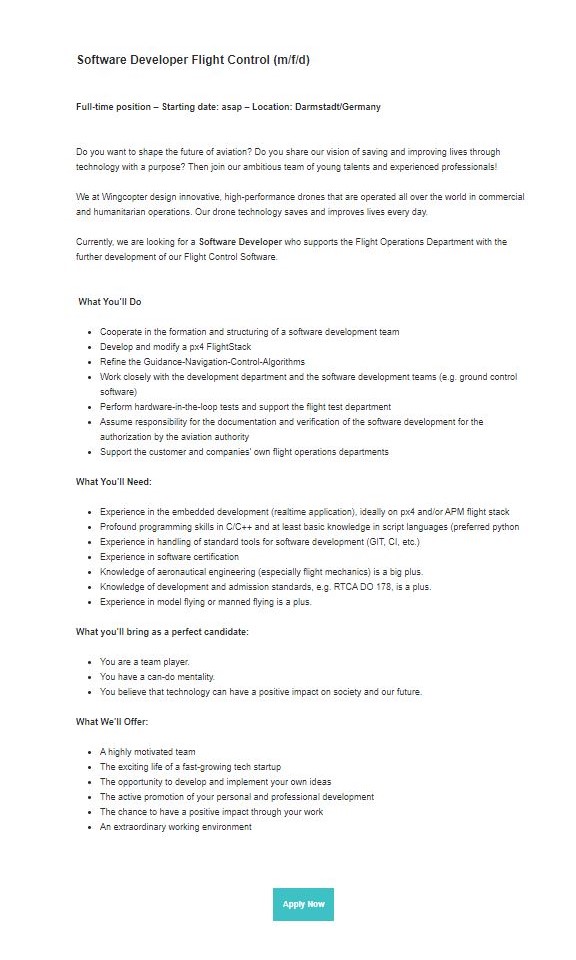 Software Developer Flight Control (m/f/d)
Full-time position – Starting date: asap – Location: Darmstadt/Germany
Do you want to shape the future of aviation? Do you share our vision of saving and improving lives through
technology with a purpose? Then join our ambitious team of young talents and experienced professionals!
We at Wingcopter design innovative, high-performance drones that are operated all over the world in commercial
and humanitarian operations. Our drone technology saves and improves lives every day.
Currently, we are looking for a Software Developer who supports the Flight Operations Department with the
further development of our Flight Control Software.
What You'll Do
• Cooperate in the formation and structuring of a software development team
• Develop and modify a px4 FlightStack
• Refine the Guidance-Navigation-Control-Algorithms
• Work closely with the development department and the software development teams (e.g. ground control
software)
• Perform hardware-in-the-loop tests and support the flight test department
• Assume responsibility for the documentation and verification of the software development for the
authorization by the aviation authority
• Support the customer and companies' own flight operations departments
What You'll Need:
• Experience in the embedded development (realtime application), ideally on px4 and/or APM flight stack
• Profound programming skills in C/C++ and at least basic knowledge in script languages (preferred python
• Experience in handling of standard tools for software development (GIT, CI, etc.)
• Experience in software certification
• Knowledge of aeronautical engineering (especially flight mechanics) is a big plus.
• Knowledge of development and admission standards, e.g. RTCA DO 178, is a plus.
• Experience in model flying or manned flying is a plus.
What you'll bring as a perfect candidate:
• You are a team player.
• You have a can-do mentality.
• You believe that technology can have a positive impact on society and our future.
What We'll Offer:
• A highly motivated team
• The exciting life of a fast-growing tech startup
• The opportunity to develop and implement your own ideas
• The active promotion of your personal and professional development
• The chance to have a positive impact through your work
• An extraordinary working environment
Apply Now